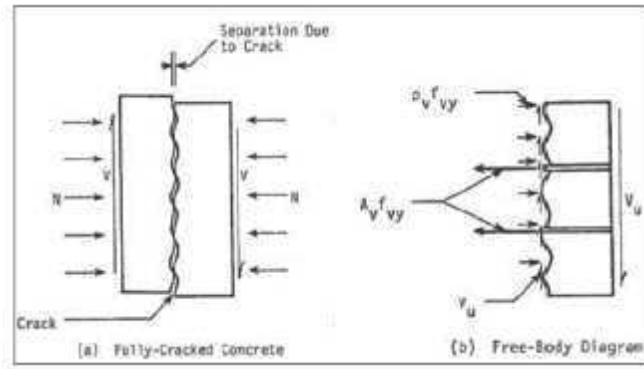 Separation Due
to Crack
V
N
V
N
Crack
(a) Fully-Cracked Concrete
ρvfvy
Avfvy
Vu
vu
(b) Free-Body Diagram